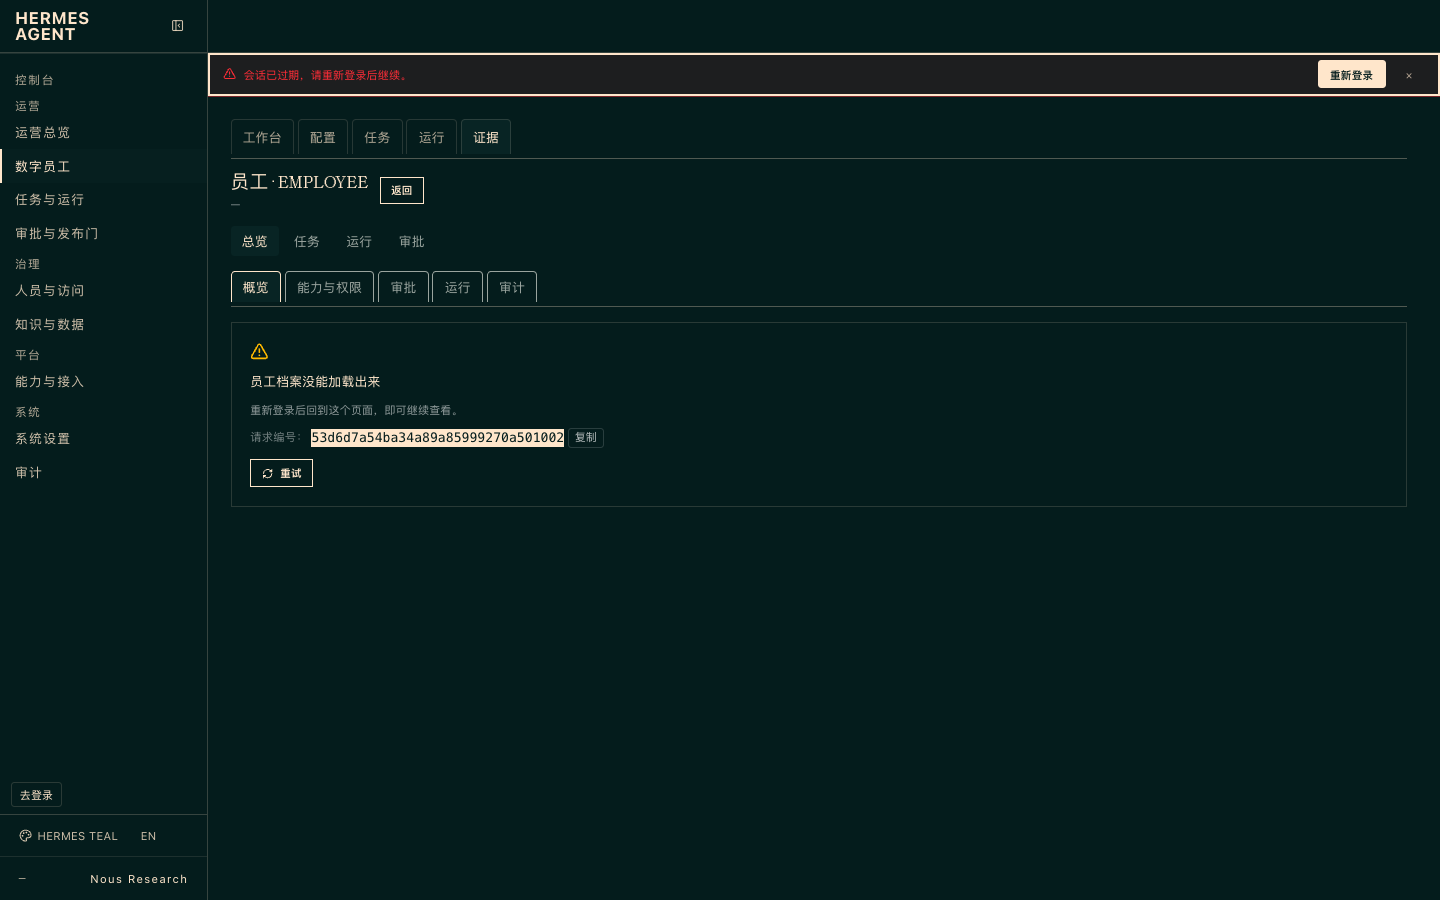 HERMES
AGENT
控制台
运营
运营总览
数字员工
任务与运行
审批与发布门
治理
人员与访问
知识与数据
平台
能力与接入
系统
系统设置
审计
去登录
HERMES TEAL EN
— Nous Research
会话已过期，请重新登录后继续。 重新登录 ×
工作台 配置 任务 运行 证据
员工 · EMPLOYEE 返回
—
总览 任务 运行 审批
概览 能力与权限 审批 运行 审计
员工档案没能加载出来
重新登录后回到这个页面，即可继续查看。
请求编号： 53d6d7a54ba34a89a85999270a501002 复制
重试